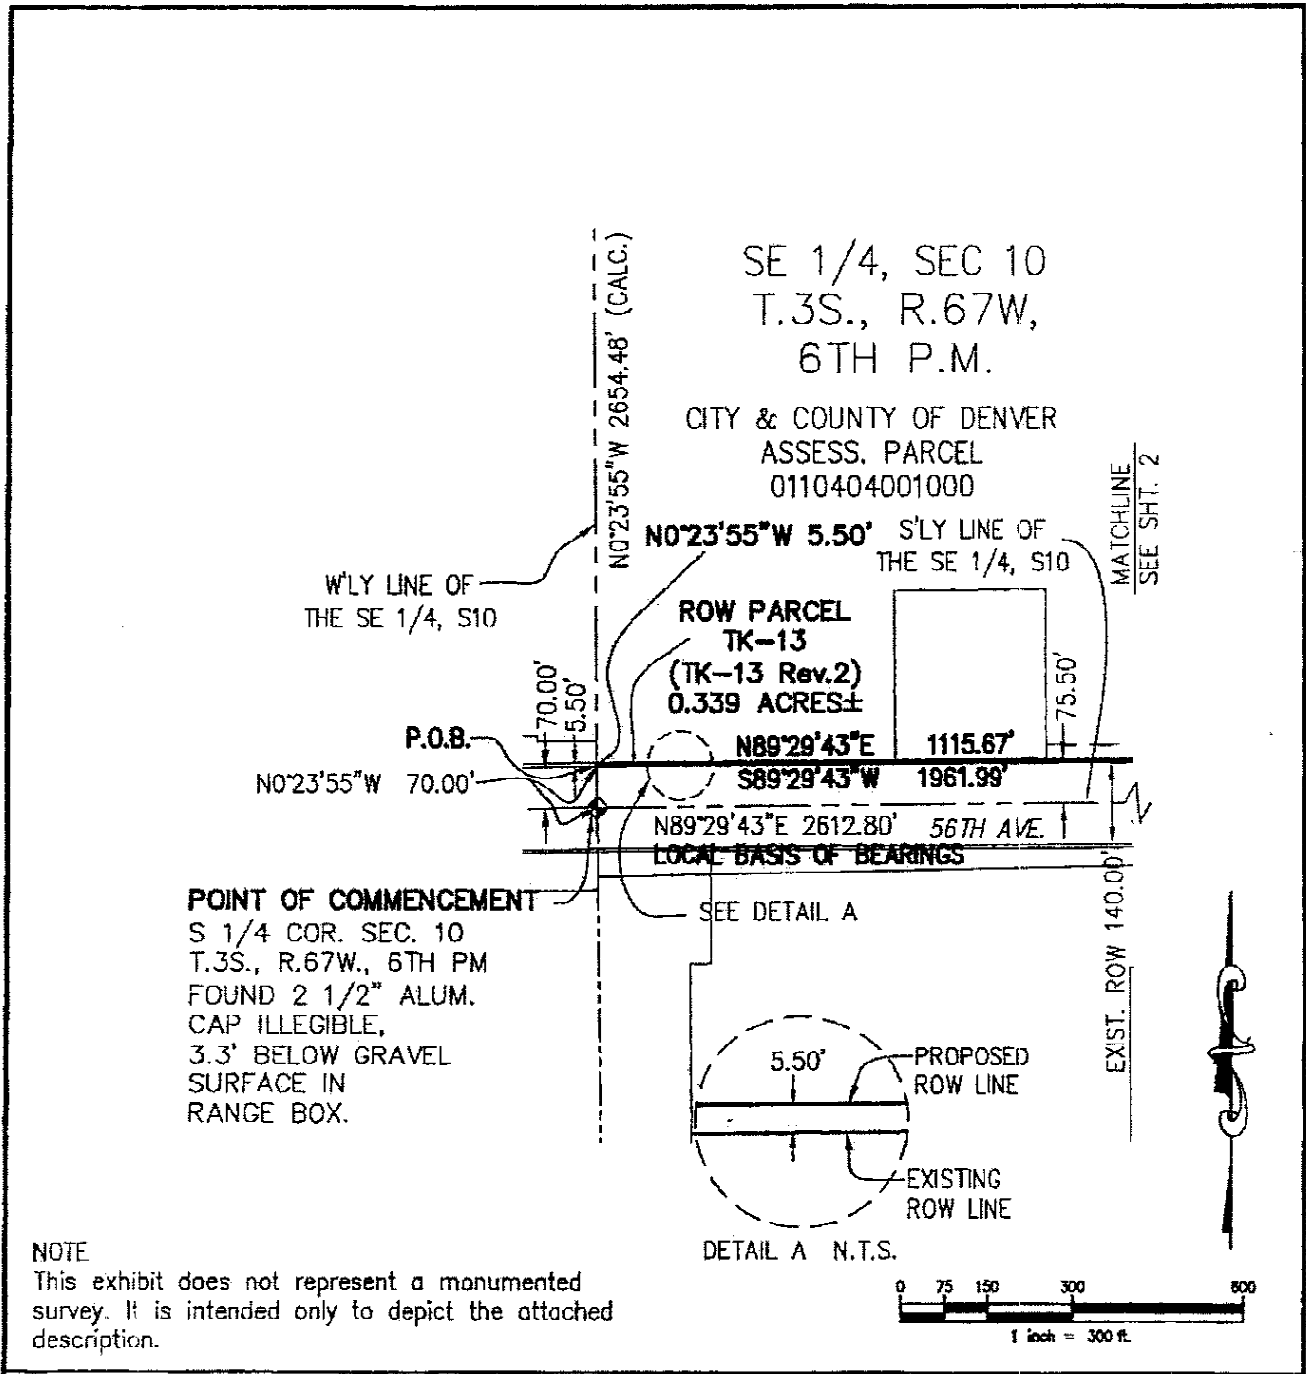 SE 1/4, SEC 10
T.3S., R.67W,
6TH P.M.
N0°23'55"W 2654.48' (CALC.)
CITY & COUNTY OF DENVER
ASSESS. PARCEL
0110404001000
MATCHLINE
SEE SHT. 2
N0°23'55"W 5.50'
S'LY LINE OF
THE SE 1/4, S10
W'LY LINE OF
THE SE 1/4, S10
ROW PARCEL
TK-13
(TK-13 Rev.2)
0.339 ACRES±
70.00'
5.50'
75.50'
P.O.B.
N89°29'43"E 1115.67'
N0°23'55"W 70.00'
S89°29'43"W 1961.99'
N89°29'43"E 2612.80' 56TH AVE.
LOCAL BASIS OF BEARINGS
EXIST. ROW 140.00'
POINT OF COMMENCEMENT
S 1/4 COR. SEC. 10
T.3S., R.67W., 6TH PM
FOUND 2 1/2" ALUM.
CAP ILLEGIBLE,
3.3' BELOW GRAVEL
SURFACE IN
RANGE BOX.
SEE DETAIL A
5.50'
PROPOSED
ROW LINE
EXISTING
ROW LINE
DETAIL A N.T.S.
NOTE
This exhibit does not represent a monumented
survey. It is intended only to depict the attached
description.
0 75 150 300 600
1 inch = 300 ft.